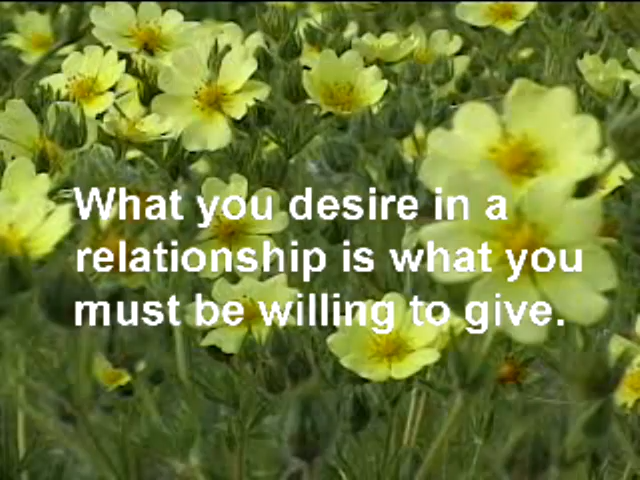 What you desire in a
relationship is what you
must be willing to give.